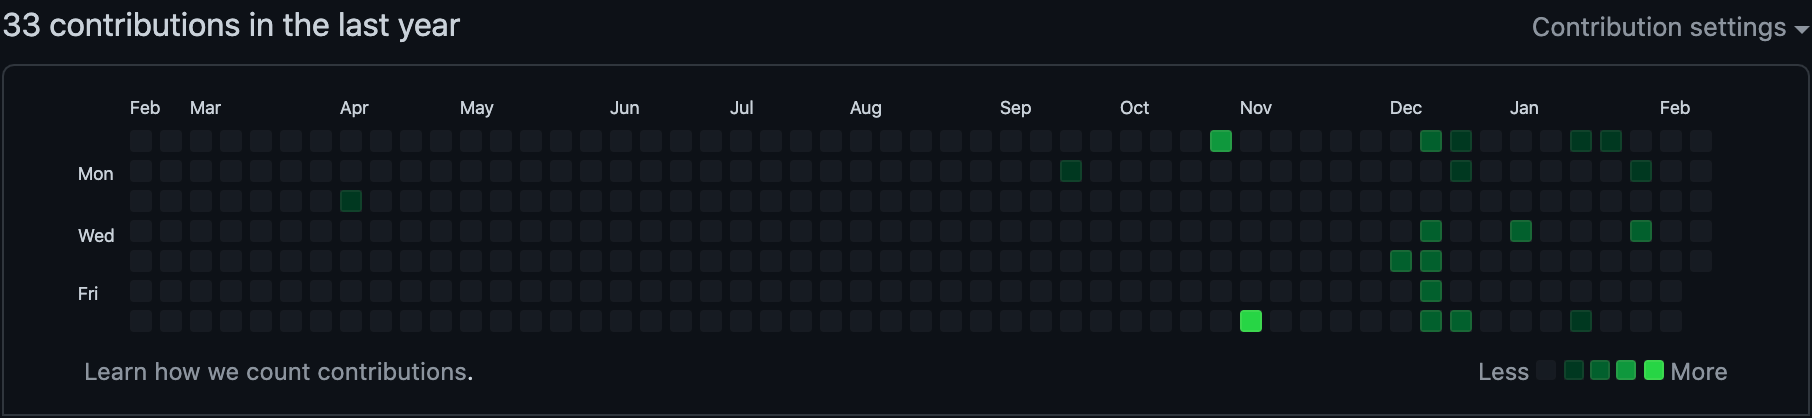 33 contributions in the last year
Contribution settings
Feb Mar Apr May Jun Jul Aug Sep Oct Nov Dec Jan Feb
Mon
Wed
Fri
Learn how we count contributions.
Less More